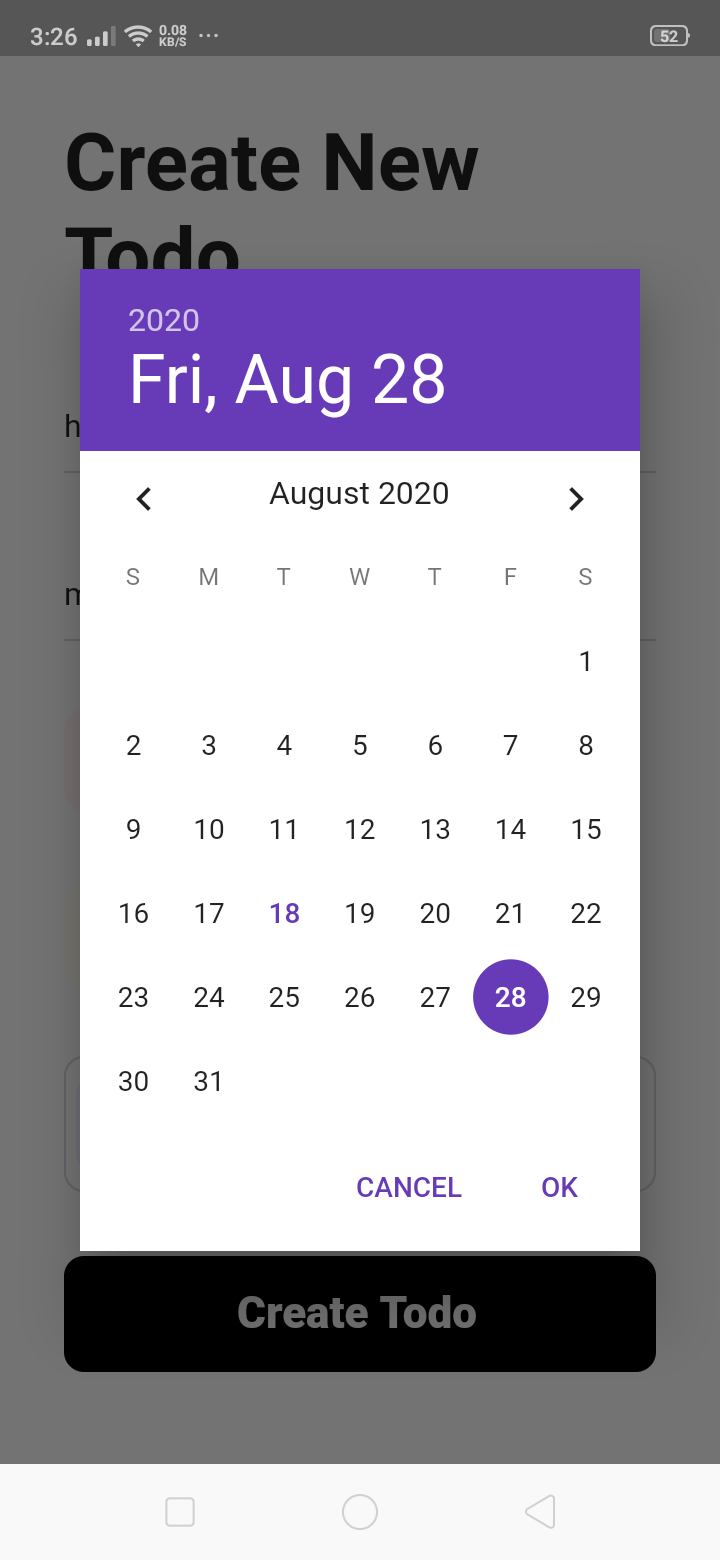 3:26 0.08 KB/S ... 52
Create New
Todo
2020
Fri, Aug 28
h
August 2020
S M T W T F S
m
1
2 3 4 5 6 7 8
9 10 11 12 13 14 15
16 17 18 19 20 21 22
23 24 25 26 27 28 29
30 31
CANCEL OK
Create Todo